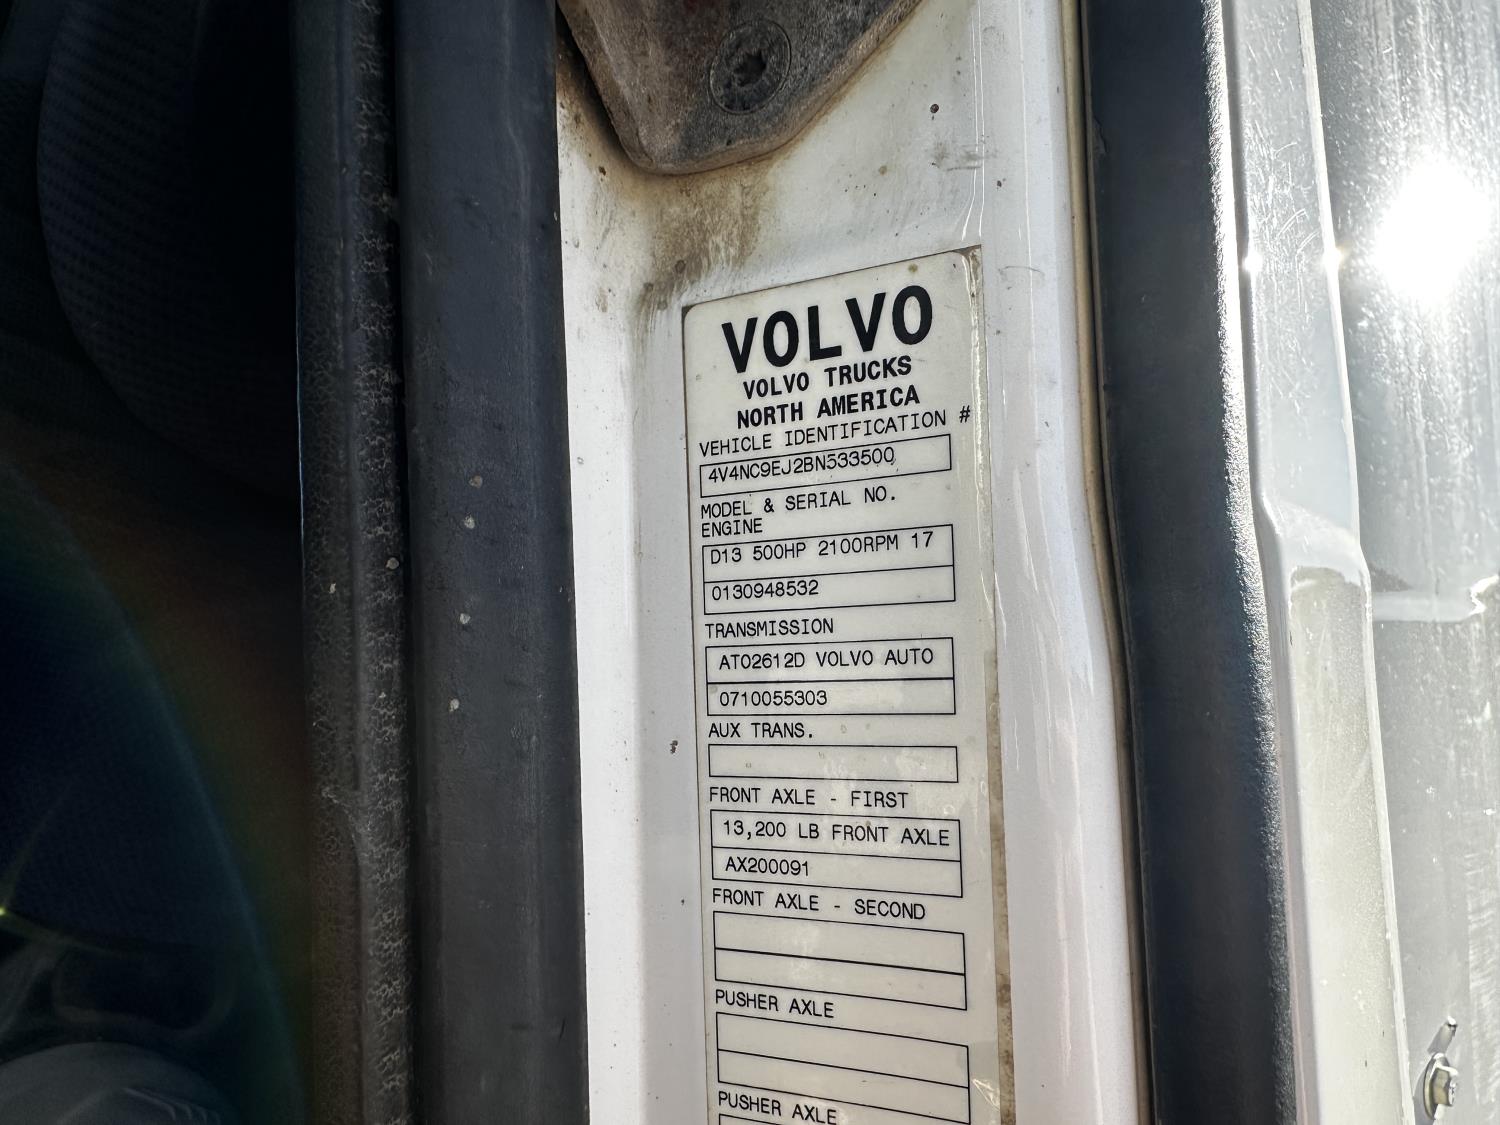 VOLVO
VOLVO TRUCKS
NORTH AMERICA
VEHICLE IDENTIFICATION #
4V4NC9EJ2BN533500
MODEL & SERIAL NO.
ENGINE
D13 500HP 2100RPM 17
0130948532
TRANSMISSION
ATO2612D VOLVO AUTO
0710055303
AUX TRANS.
FRONT AXLE - FIRST
13,200 LB FRONT AXLE
AX200091
FRONT AXLE - SECOND
PUSHER AXLE
PUSHER AXLE